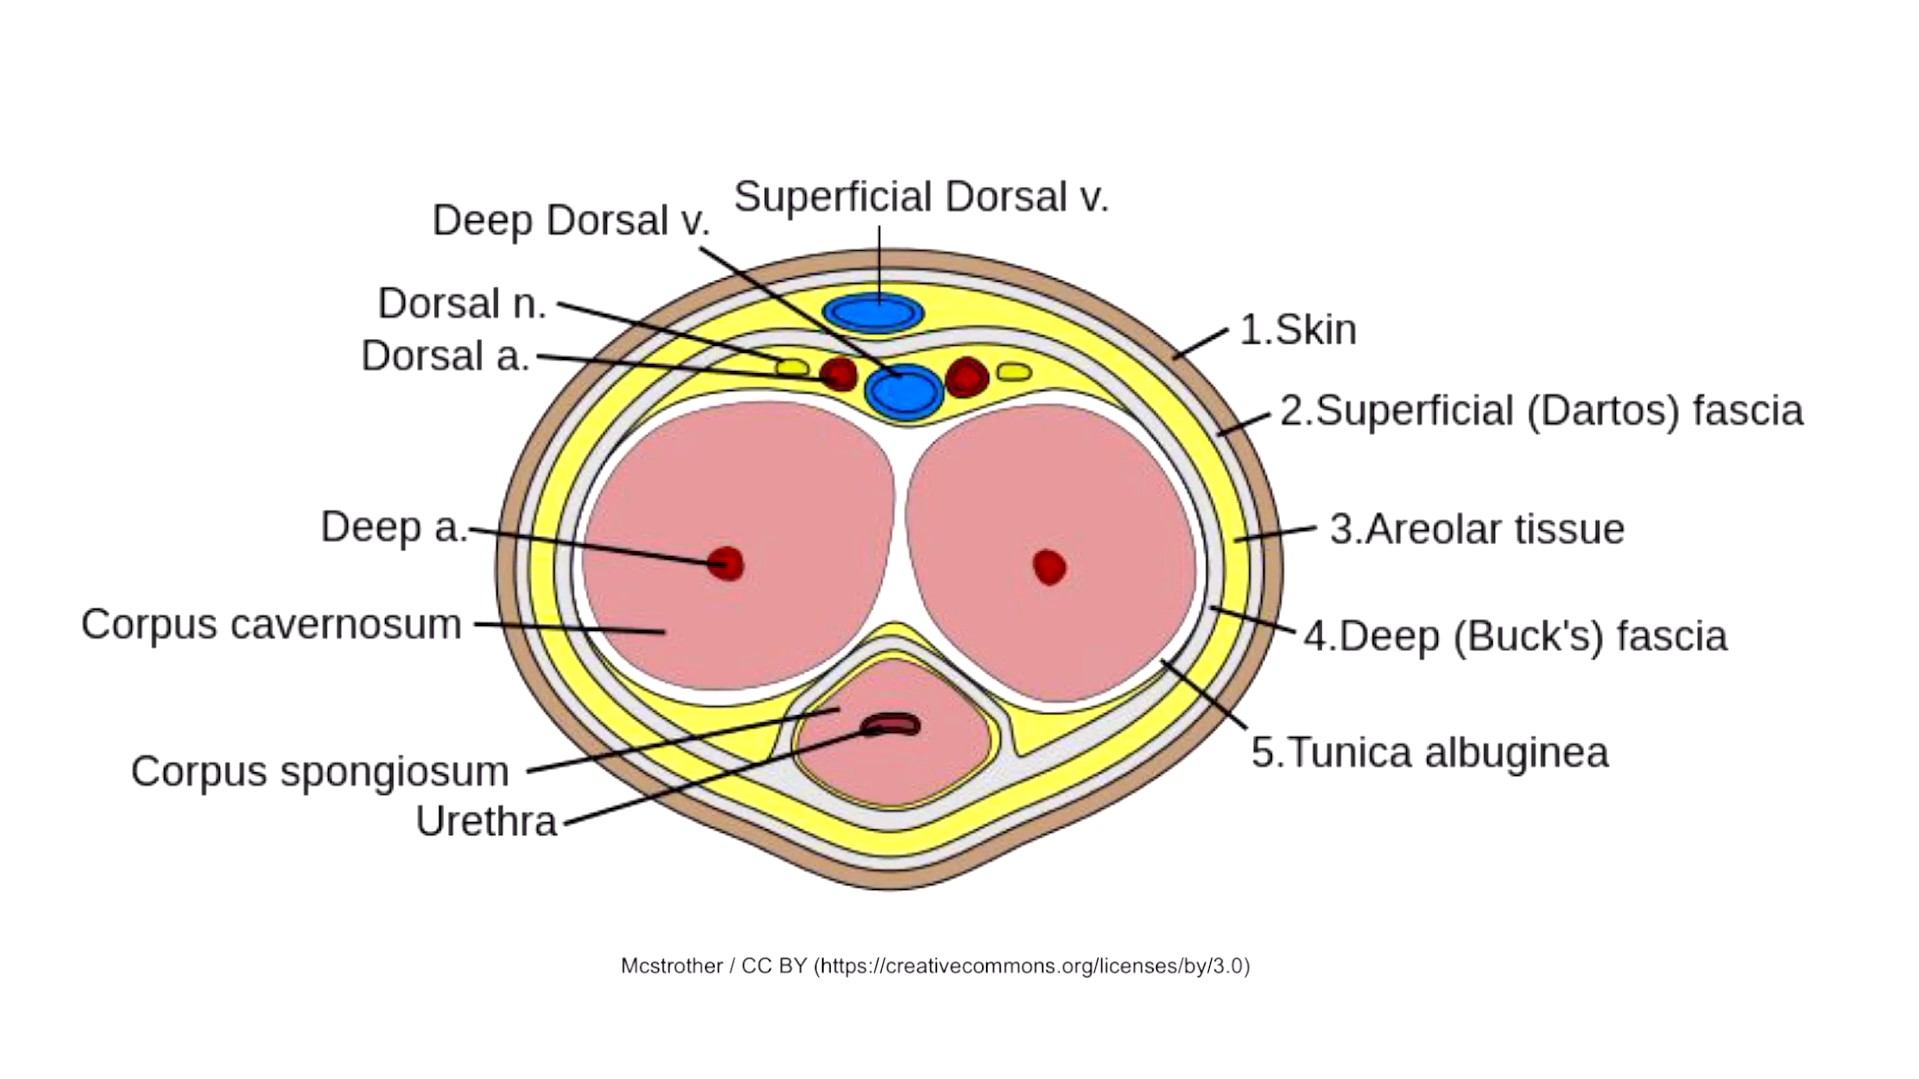 Superficial Dorsal v.
Deep Dorsal v.
Dorsal n.
Dorsal a.
Deep a.
Corpus cavernosum
Corpus spongiosum
Urethra
1.Skin
2.Superficial (Dartos) fascia
3.Areolar tissue
4.Deep (Buck's) fascia
5.Tunica albuginea
Mcstrother / CC BY (https://creativecommons.org/licenses/by/3.0)